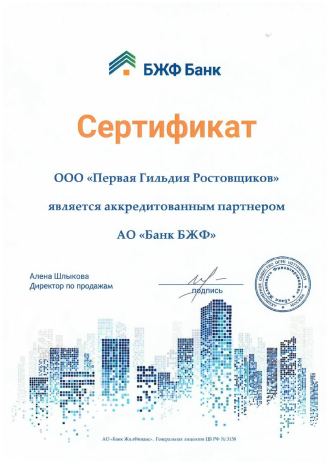 БЖФ Банк
Сертификат
ООО «Первая Гильдия Ростовщиков»
является аккредитованным партнером
АО «Банк БЖФ»
Алена Шлыкова
Директор по продажам
подпись
АО «Банк Жилфинанс». Генеральная лицензия ЦБ РФ № 3138